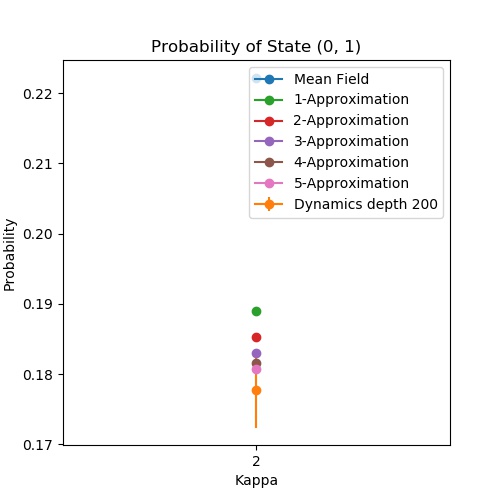 Probability of State (0, 1)
Mean Field
1-Approximation
2-Approximation
3-Approximation
4-Approximation
5-Approximation
Dynamics depth 200
0.22
0.21
0.20
0.19
0.18
0.17
Probability
2
Kappa